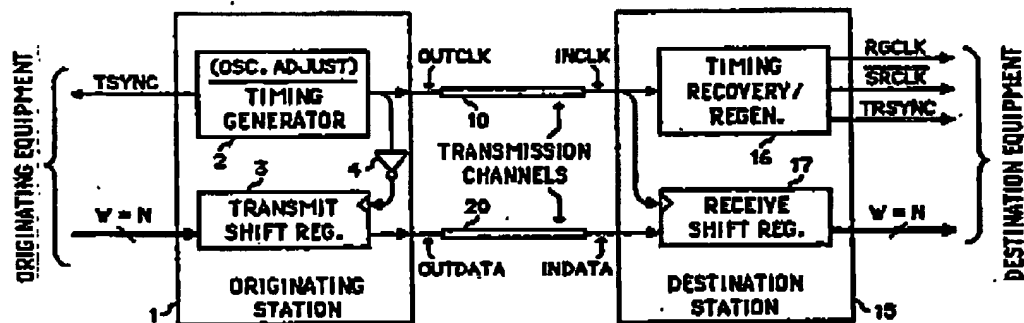 ORIGINATING EQUIPMENT
TSYNC
W = N
(OSC. ADJUST)
TIMING
GENERATOR
2
4
3
TRANSMIT
SHIFT REG.
ORIGINATING
STATION
1
OUTCLK
INCLK
10
TRANSMISSION
CHANNELS
20
OUTDATA
INDATA
TIMING
RECOVERY/
REGEN.
16
17
RECEIVE
SHIFT REG.
DESTINATION
STATION
15
RGCLK
SRCLK
TRSYNC
W = N
DESTINATION EQUIPMENT